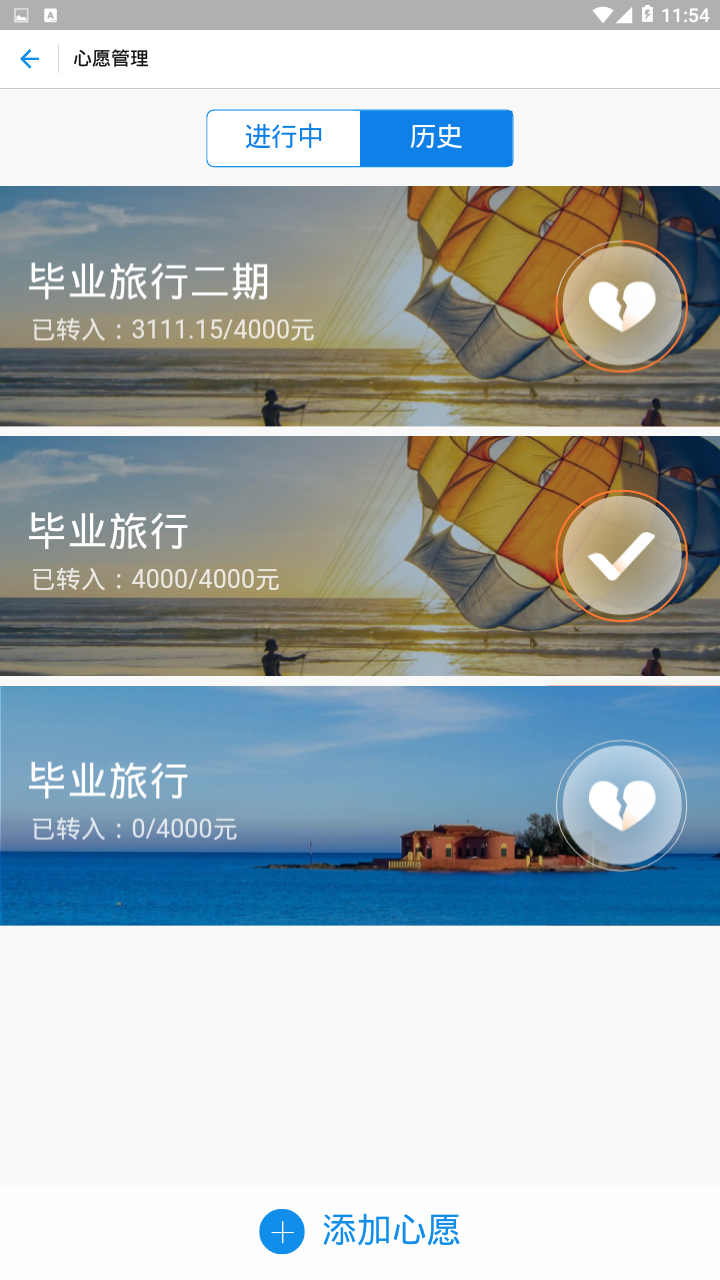 11:54
心愿管理
进行中
历史
毕业旅行二期
已转入：3111.15/4000元
毕业旅行
已转入：4000/4000元
毕业旅行
已转入：0/4000元
添加心愿